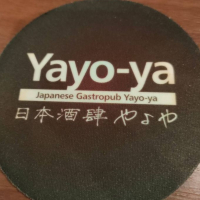 Yayo-ya
Japanese Gastropub Yayo-ya
日本酒肆 やよや